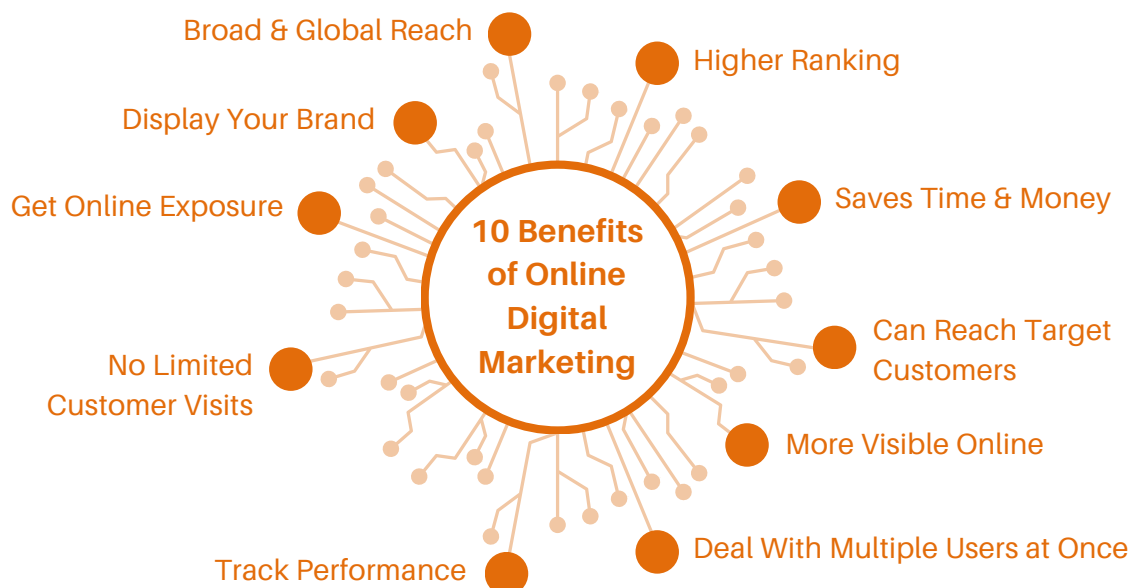 Broad & Global Reach
Higher Ranking
Display Your Brand
Saves Time & Money
Get Online Exposure
10 Benefits
of Online
Digital
Marketing
Can Reach Target
Customers
No Limited
Customer Visits
More Visible Online
Deal With Multiple Users at Once
Track Performance